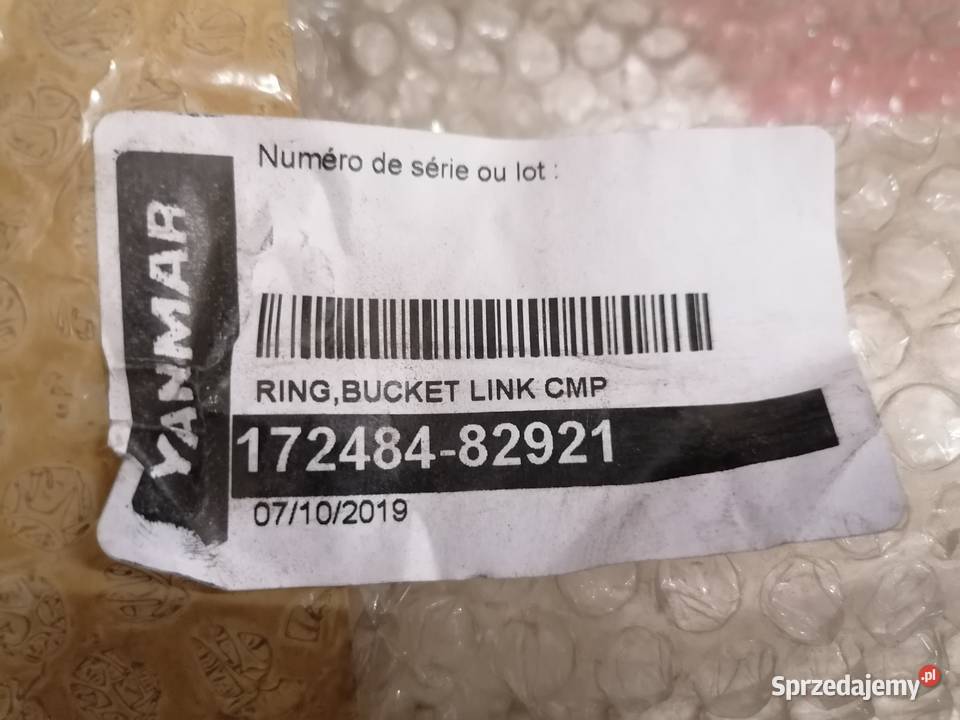 YANMAR
Numéro de série ou lot :
RING,BUCKET LINK CMP
172484-82921
07/10/2019
Sprzedajemy.pl